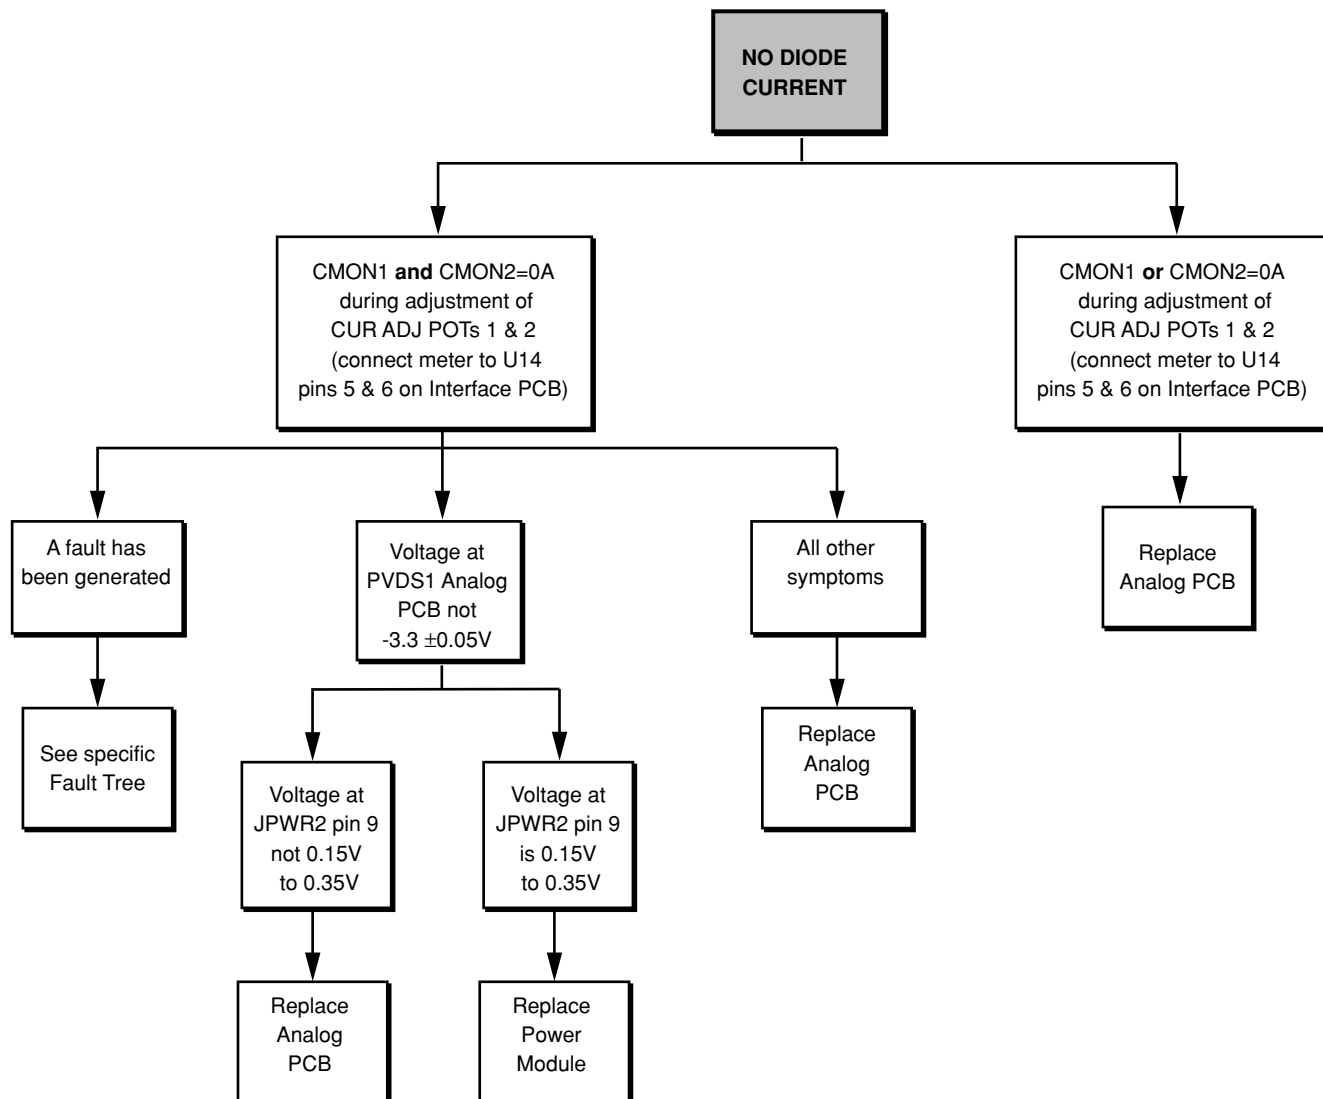 NO DIODE
CURRENT
CMON1 and CMON2=0A
during adjustment of
CUR ADJ POTs 1 & 2
(connect meter to U14
pins 5 & 6 on Interface PCB)
CMON1 or CMON2=0A
during adjustment of
CUR ADJ POTs 1 & 2
(connect meter to U14
pins 5 & 6 on Interface PCB)
A fault has
been generated
Voltage at
PVDS1 Analog
PCB not
-3.3 ±0.05V
All other
symptoms
Replace
Analog PCB
See specific
Fault Tree
Voltage at
JPWR2 pin 9
not 0.15V
to 0.35V
Voltage at
JPWR2 pin 9
is 0.15V
to 0.35V
Replace
Analog
PCB
Replace
Analog
PCB
Replace
Power
Module